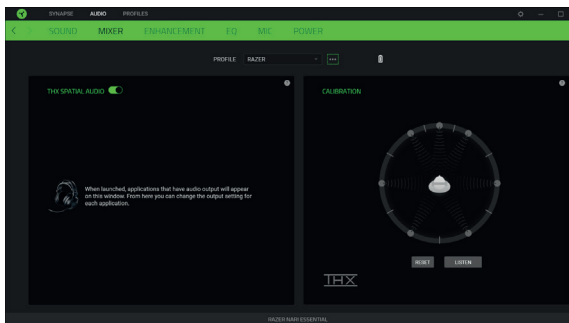 SYNAPSE AUDIO PROFILES
SOUND MIXER ENHANCEMENT EQ MIC POWER
PROFILE RAZER
THX SPATIAL AUDIO
When launched, applications that have audio output will appear
on this window. From here you can change the output setting for
each application.
CALIBRATION
RESET LISTEN
THX
RAZER NARI ESSENTIAL